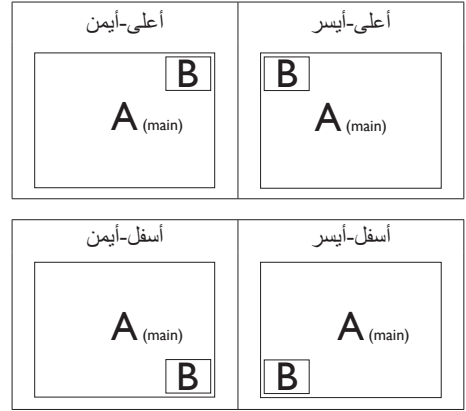 أعلى-أيسر
B
A (main)
أعلى-أيمن
B
A (main)
أسفل-أيسر
A (main)
B
أسفل-أيمن
A (main)
B